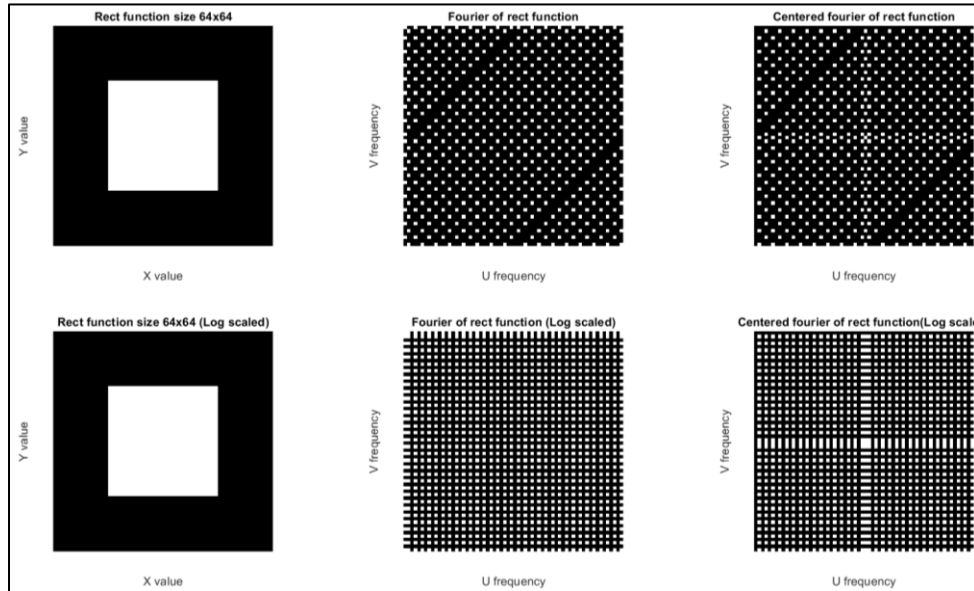 Rect function size 64x64
Fourier of rect function
Centered fourier of rect function
Y value
V frequency
V frequency
X value
U frequency
U frequency
Rect function size 64x64 (Log scaled)
Fourier of rect function (Log scaled)
Centered fourier of rect function(Log scale
Y value
V frequency
V frequency
X value
U frequency
U frequency